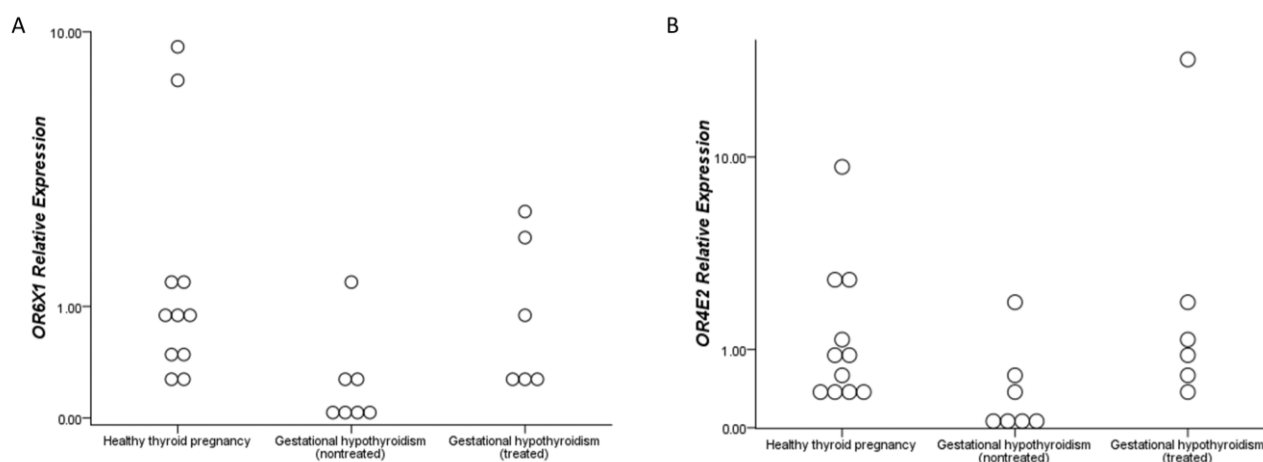 A
OR6X1 Relative Expression
10.00
1.00
0.00
Healthy thyroid pregnancy
Gestational hypothyroidism
(nontreated)
Gestational hypothyroidism
(treated)
B
OR4E2 Relative Expression
10.00
1.00
0.00
Healthy thyroid pregnancy
Gestational hypothyroidism
(nontreated)
Gestational hypothyroidism
(treated)